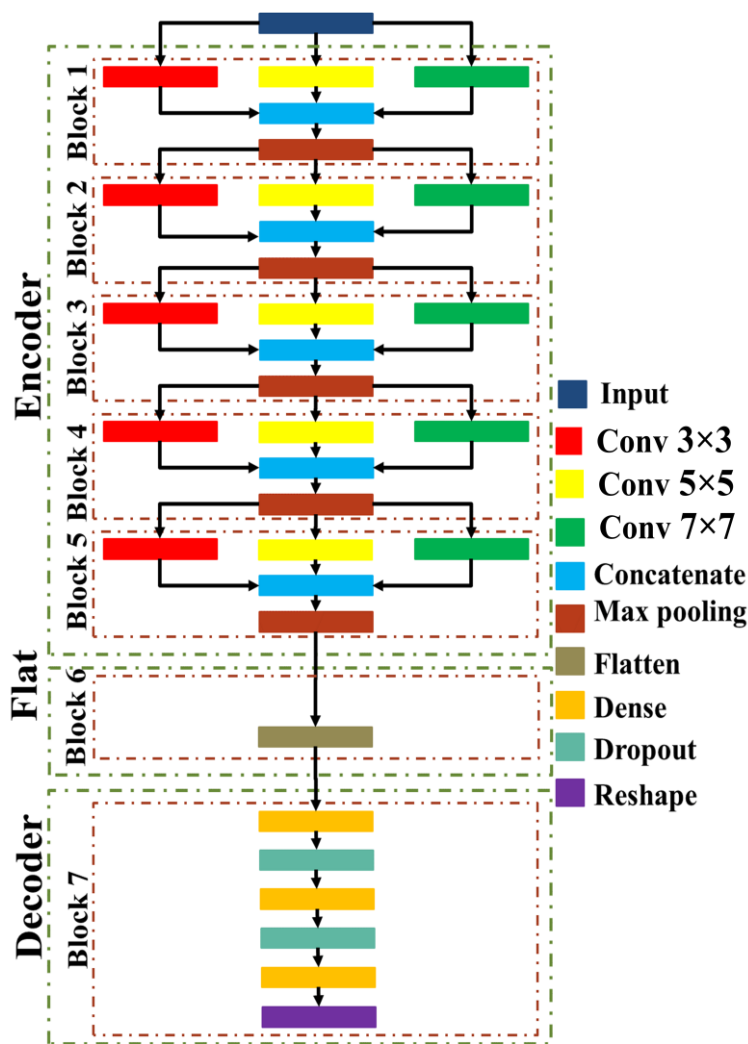 Encoder
Block 1
Block 2
Block 3
Block 4
Block 5
Flat
Block 6
Decoder
Block 7
Input
Conv 3×3
Conv 5×5
Conv 7×7
Concatenate
Max pooling
Flatten
Dense
Dropout
Reshape